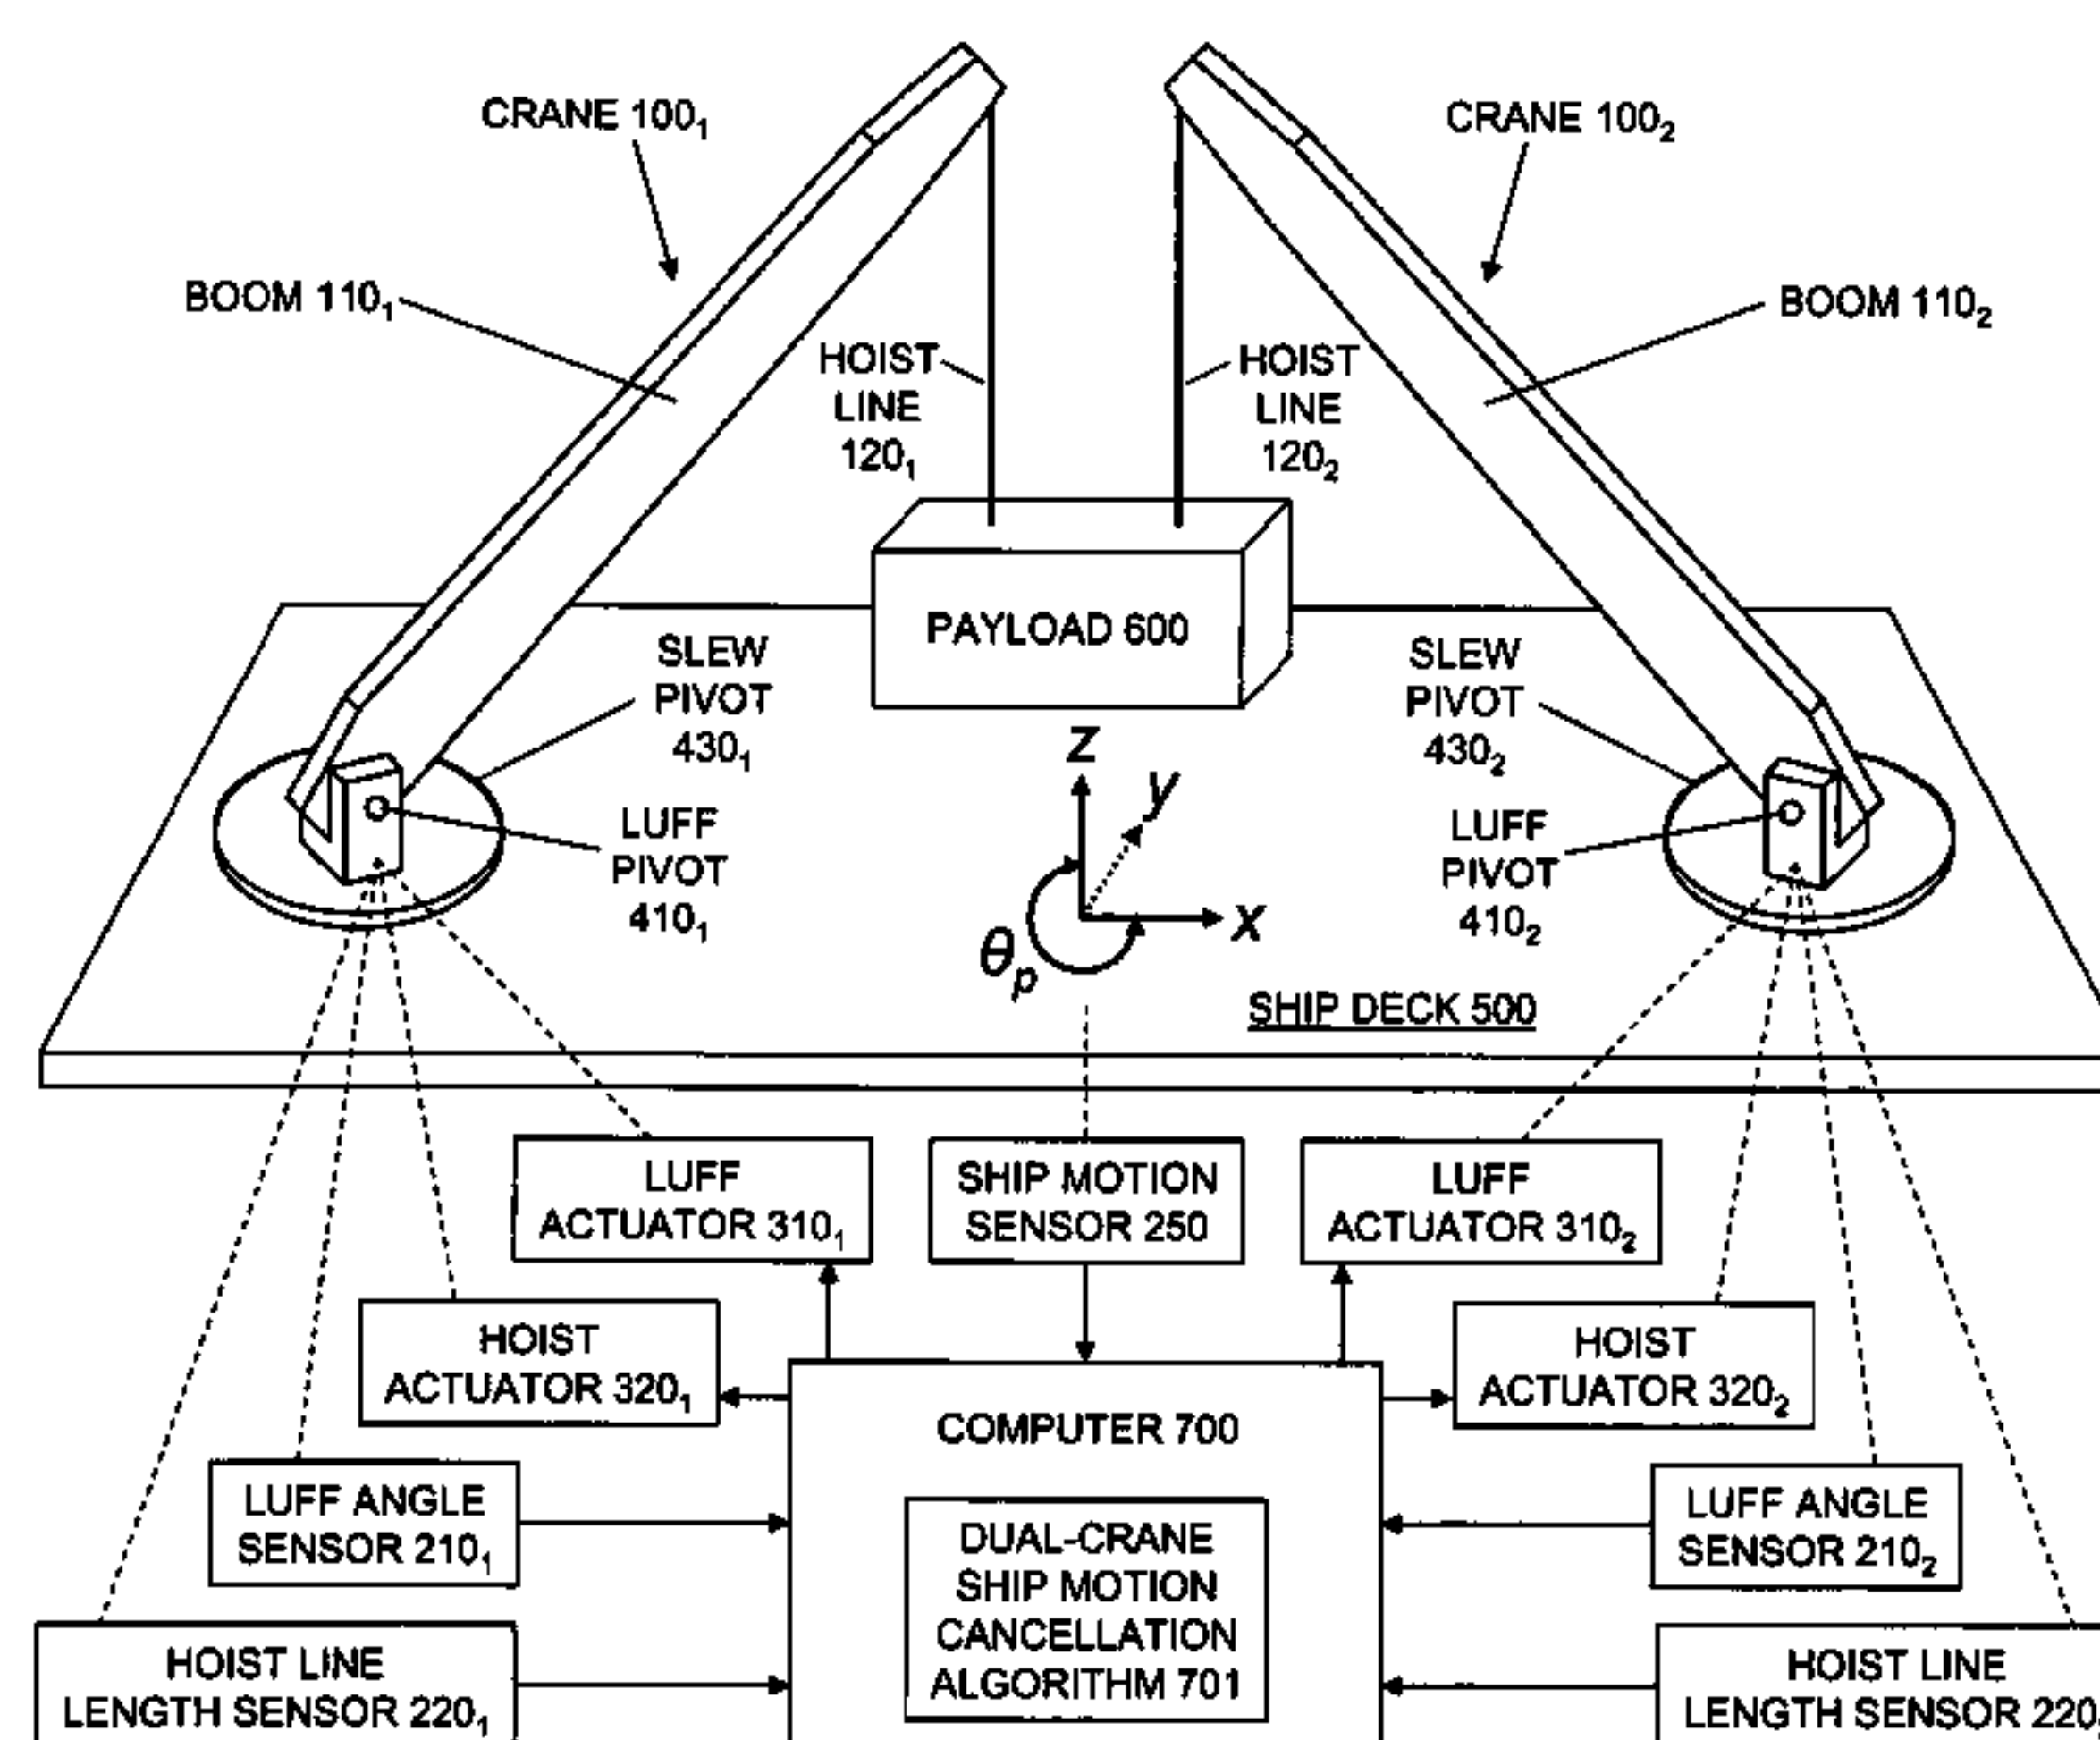 CRANE 100₁
CRANE 100₂
BOOM 110₁
BOOM 110₂
HOIST
LINE
120₁
HOIST
LINE
120₂
PAYLOAD 600
SLEW
PIVOT
430₁
SLEW
PIVOT
430₂
LUFF
PIVOT
410₁
LUFF
PIVOT
410₂
Z
y
X
θp
SHIP DECK 500
LUFF
ACTUATOR 310₁
SHIP MOTION
SENSOR 250
LUFF
ACTUATOR 310₂
HOIST
ACTUATOR 320₁
HOIST
ACTUATOR 320₂
COMPUTER 700
LUFF ANGLE
SENSOR 210₁
LUFF ANGLE
SENSOR 210₂
DUAL-CRANE
SHIP MOTION
CANCELLATION
ALGORITHM 701
HOIST LINE
LENGTH SENSOR 220₁
HOIST LINE
LENGTH SENSOR 220